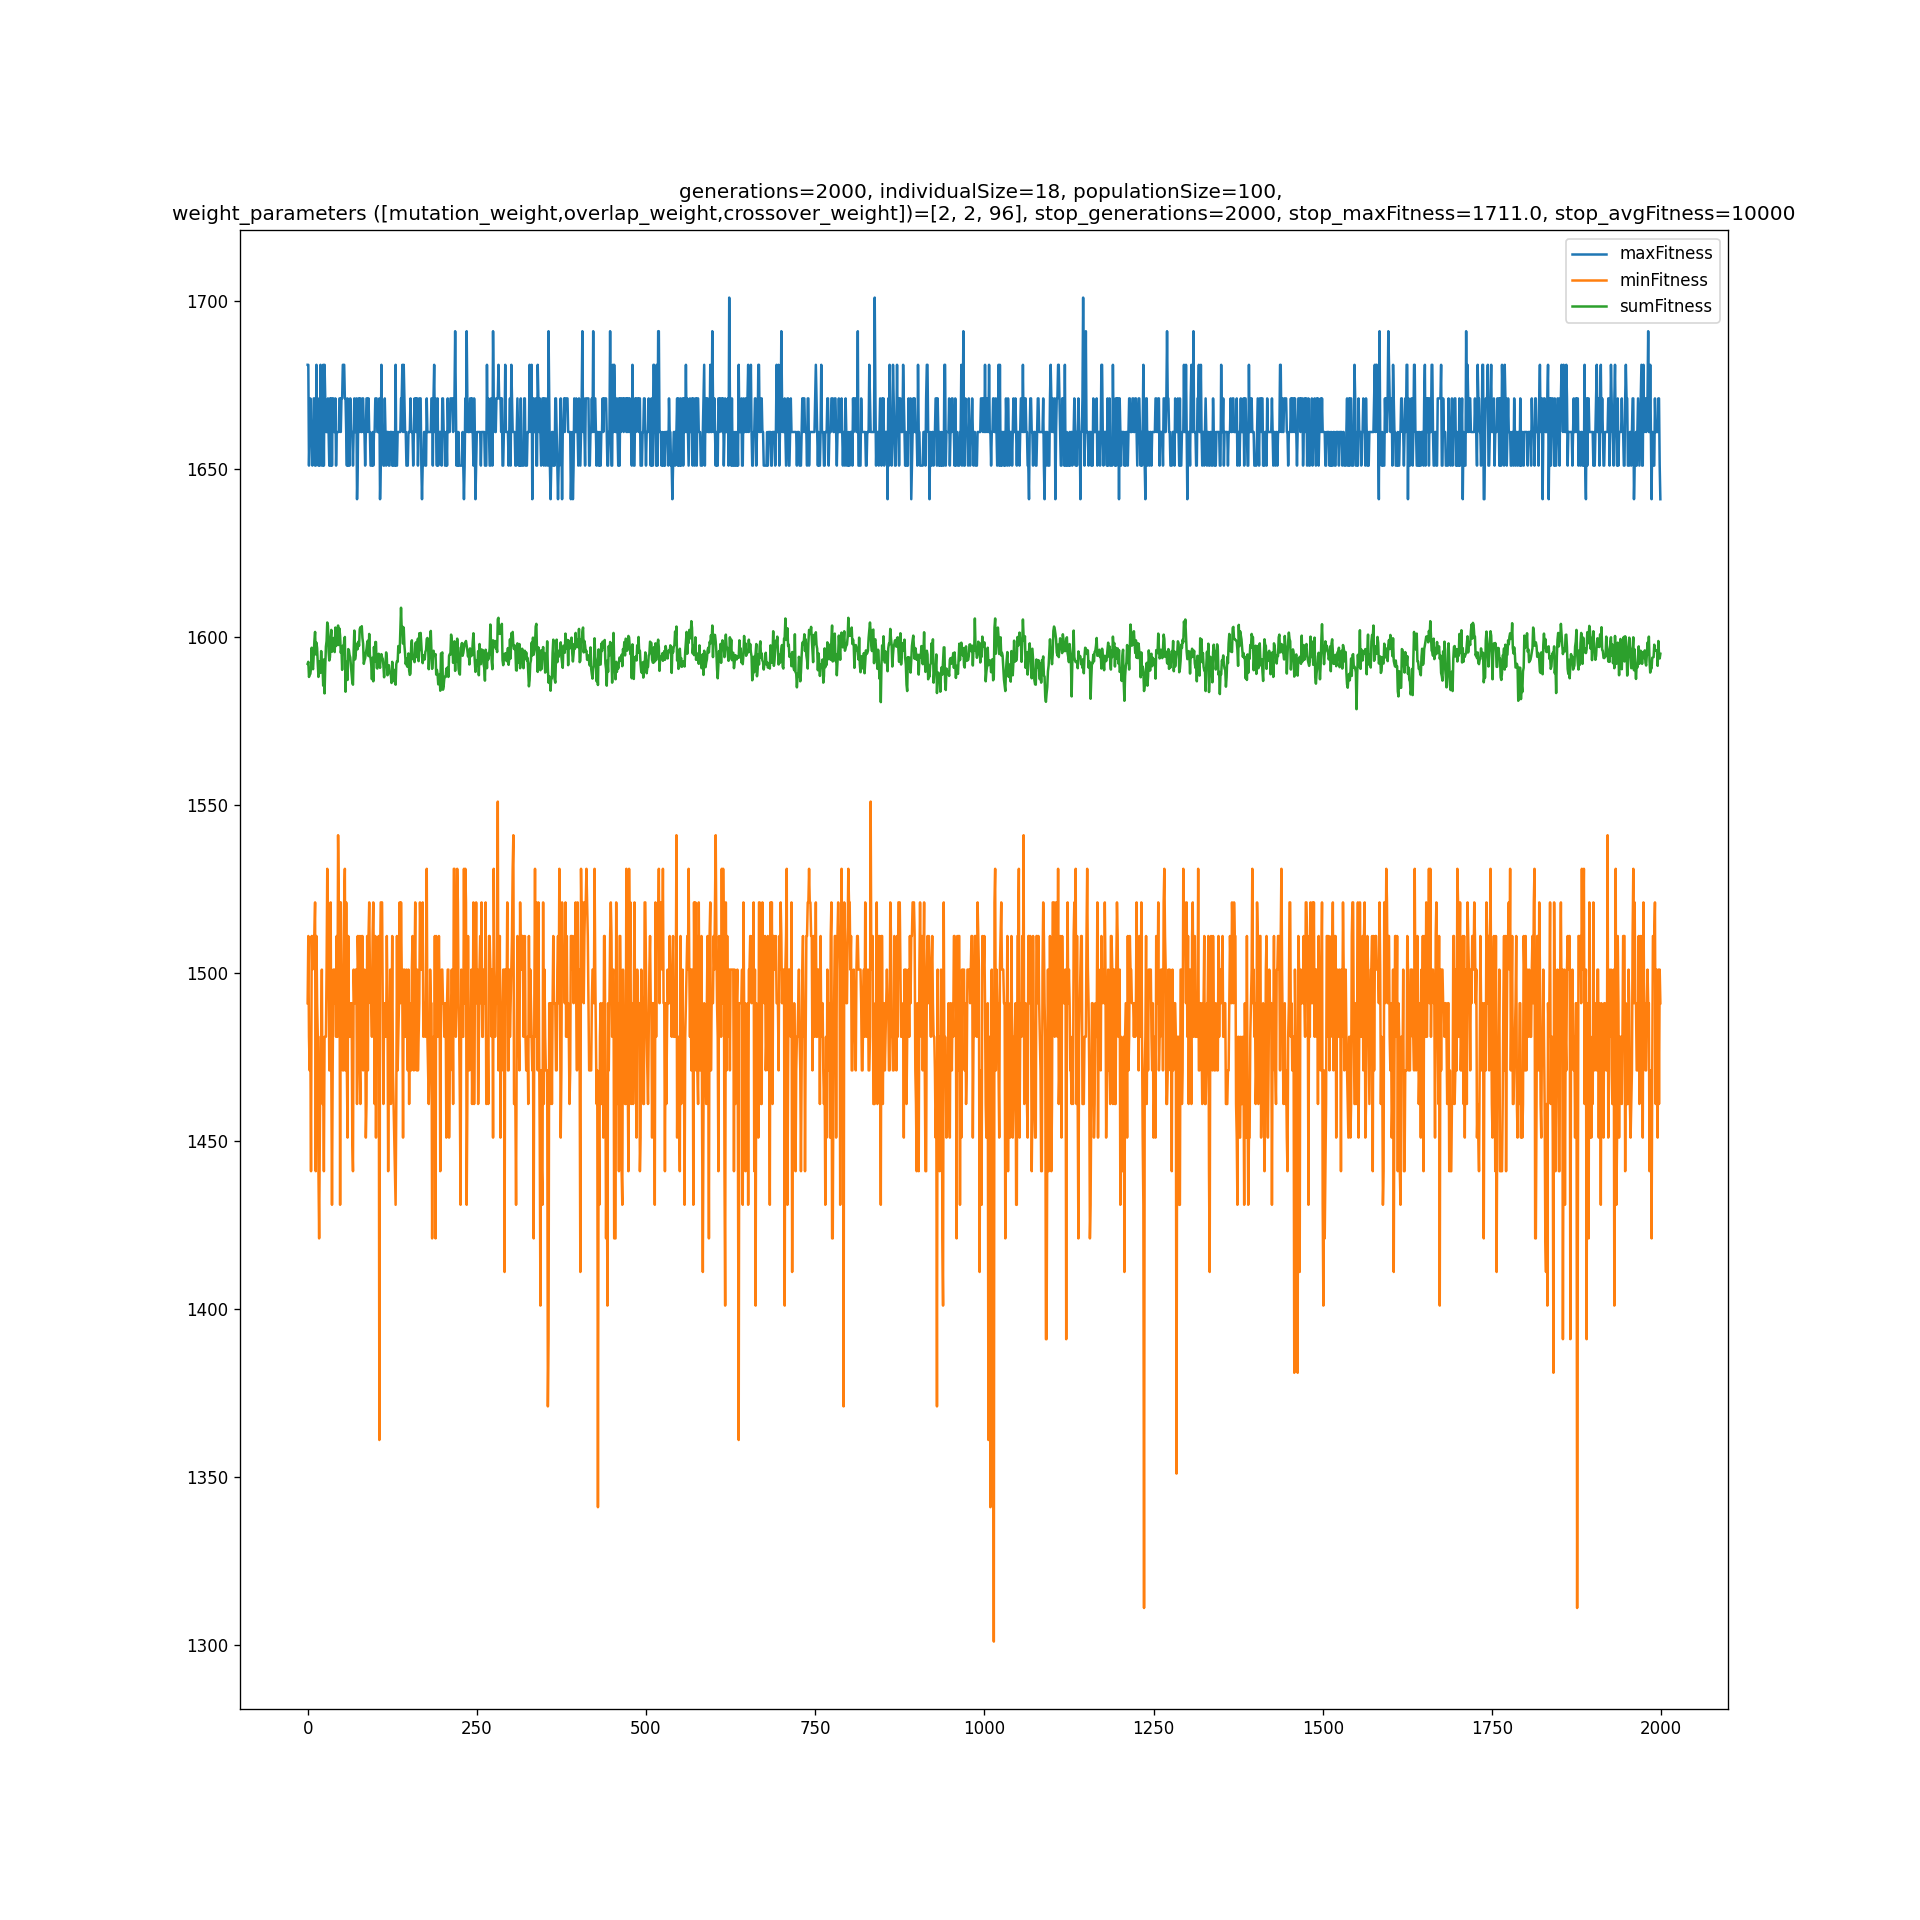 generations=2000, individualSize=18, populationSize=100,
weight_parameters ([mutation_weight,overlap_weight,crossover_weight])=[2, 2, 96], stop_generations=2000, stop_maxFitness=1711.0, stop_avgFitness=10000
maxFitness
minFitness
sumFitness
1700
1650
1600
1550
1500
1450
1400
1350
1300
0 250 500 750 1000 1250 1500 1750 2000